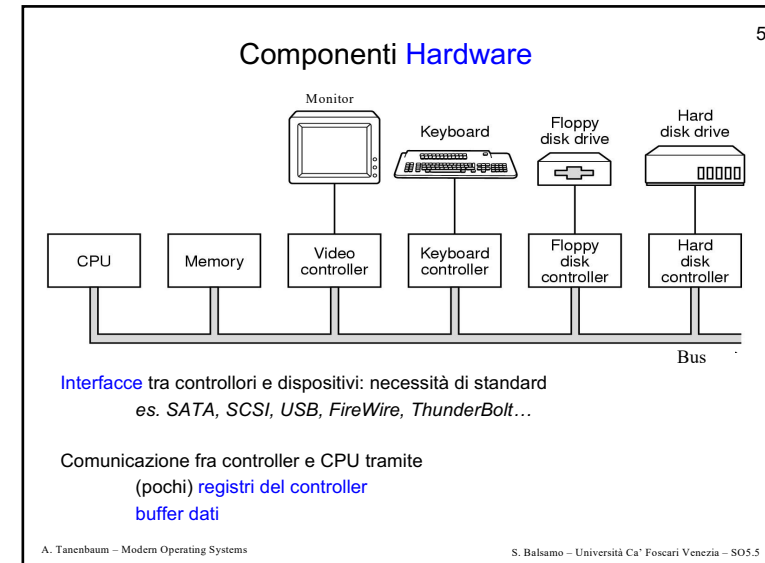 5
Componenti Hardware
Monitor
Keyboard
Floppy
disk drive
Hard
disk drive
CPU
Memory
Video
controller
Keyboard
controller
Floppy
disk
controller
Hard
disk
controller
Bus
Interfacce tra controllori e dispositivi: necessità di standard
es. SATA, SCSI, USB, FireWire, ThunderBolt…
Comunicazione fra controller e CPU tramite
(pochi) registri del controller
buffer dati
A. Tanenbaum – Modern Operating Systems
S. Balsamo – Università Ca’ Foscari Venezia – SO5.5